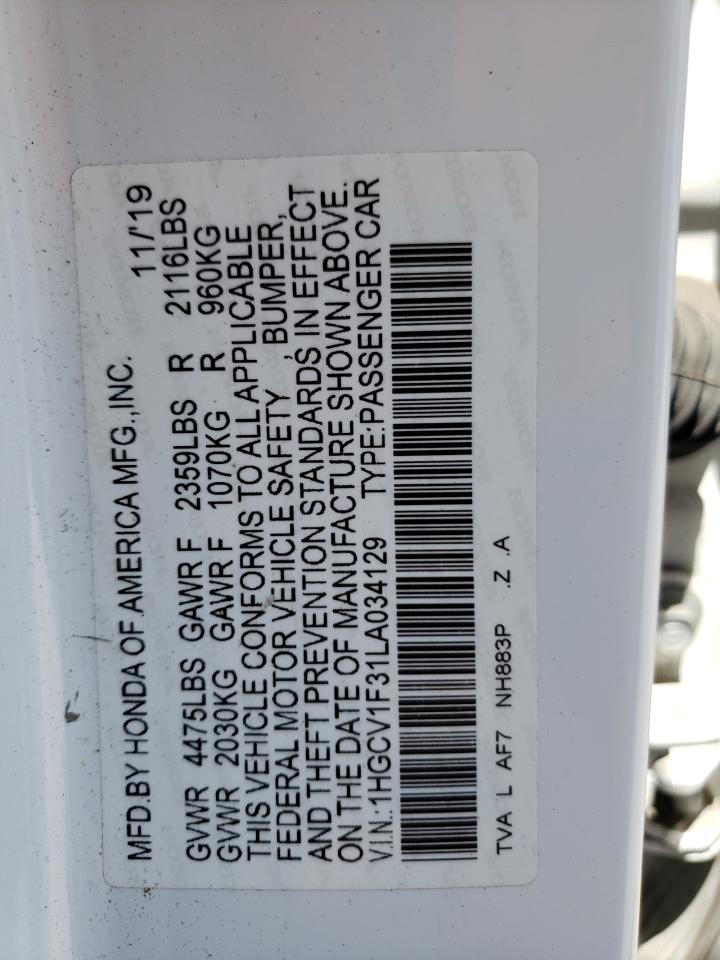 MFD.BY HONDA OF AMERICA MFG.,INC. 11/'19
GVWR 4475LBS GAWR F 2359LBS R 2116LBS
GVWR 2030KG GAWR F 1070KG R 960KG
THIS VEHICLE CONFORMS TO ALL APPLICABLE
FEDERAL MOTOR VEHICLE SAFETY , BUMPER,
AND THEFT PREVENTION STANDARDS IN EFFECT
ON THE DATE OF MANUFACTURE SHOWN ABOVE.
V.I.N.:1HGCV1F31LA034129 TYPE:PASSENGER CAR
TVA L AF7 NH883P .Z .A